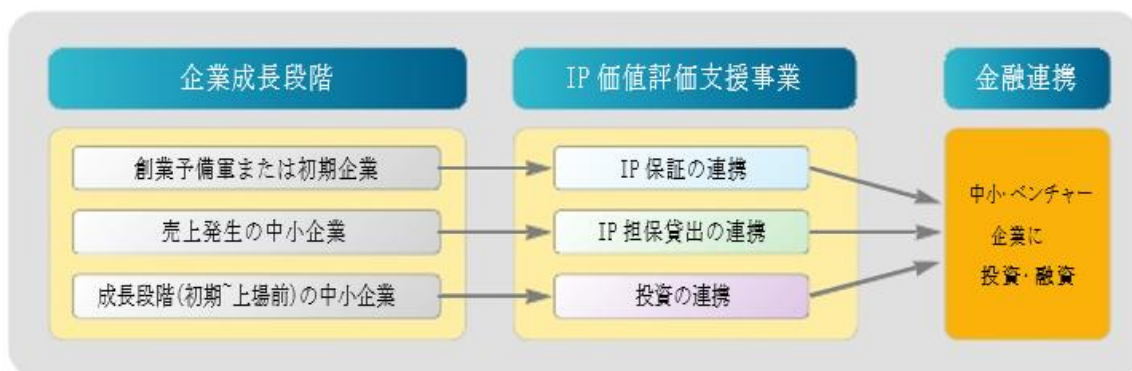 企業成長段階
IP 価値評価支援事業
金融連携
創業予備軍または初期企業
IP 保証の連携
売上発生の中小企業
IP 担保貸出の連携
成長段階(初期~上場前)の中小企業
投資の連携
中小・ベンチャー
企業に
投資・融資